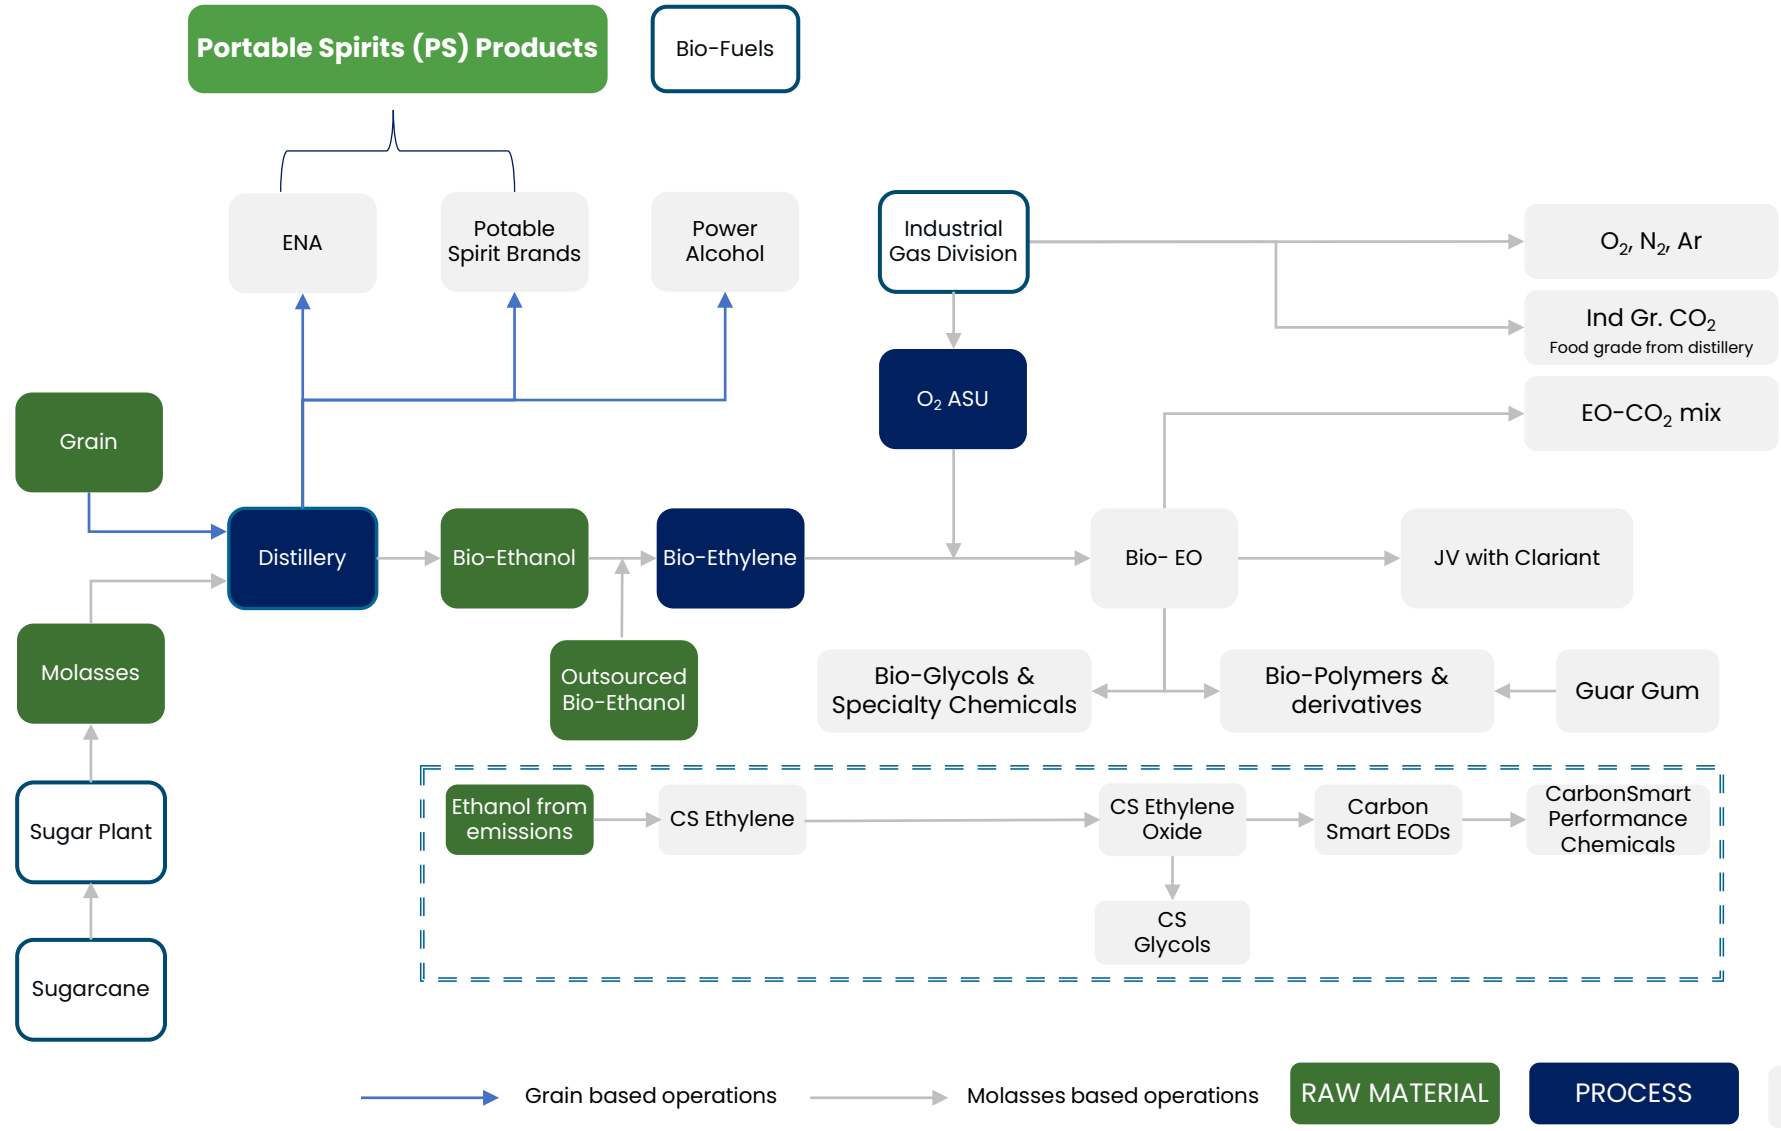 Portable Spirits (PS) Products
Bio-Fuels
ENA
Potable
Spirit Brands
Power
Alcohol
Industrial
Gas Division
O₂, N₂, Ar
Ind Gr. CO₂
Food grade from distillery
O₂ ASU
EO-CO₂ mix
Grain
Distillery
Bio-Ethanol
Bio-Ethylene
Bio- EO
JV with Clariant
Molasses
Outsourced
Bio-Ethanol
Bio-Glycols &
Specialty Chemicals
Bio-Polymers &
derivatives
Guar Gum
Sugar Plant
Ethanol from
emissions
CS Ethylene
CS Ethylene
Oxide
Carbon
Smart EODs
CarbonSmart
Performance
Chemicals
CS
Glycols
Sugarcane
Grain based operations
Molasses based operations
RAW MATERIAL
PROCESS